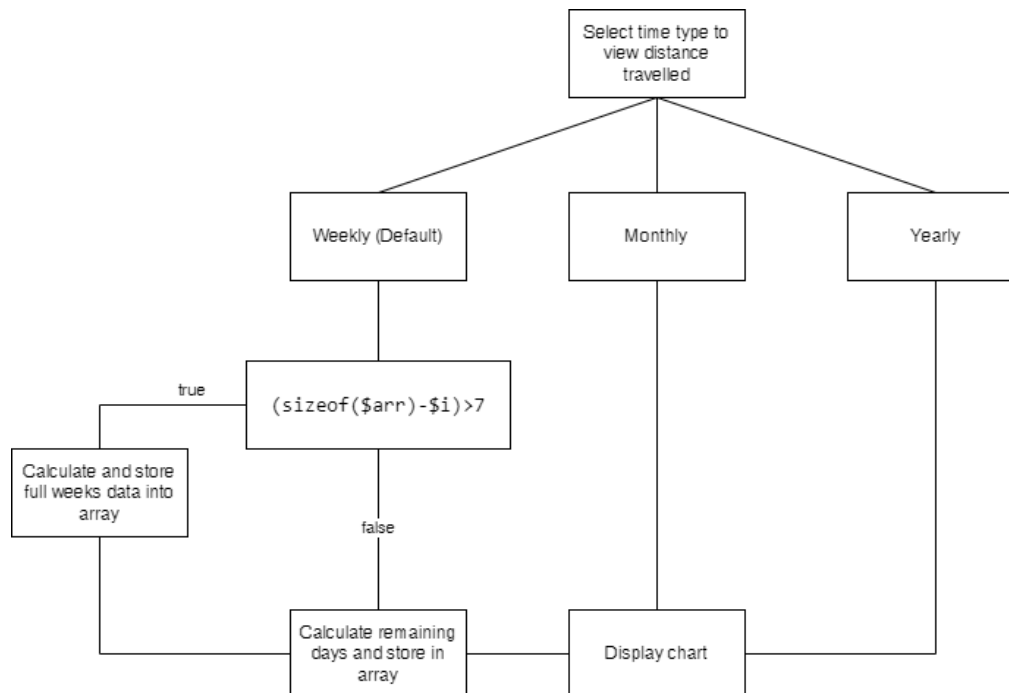 Select time type to
view distance
travelled
Weekly (Default)
Monthly
Yearly
true
(sizeof($arr)-$i)>7
Calculate and store
full weeks data into
array
false
Calculate remaining
days and store in
array
Display chart